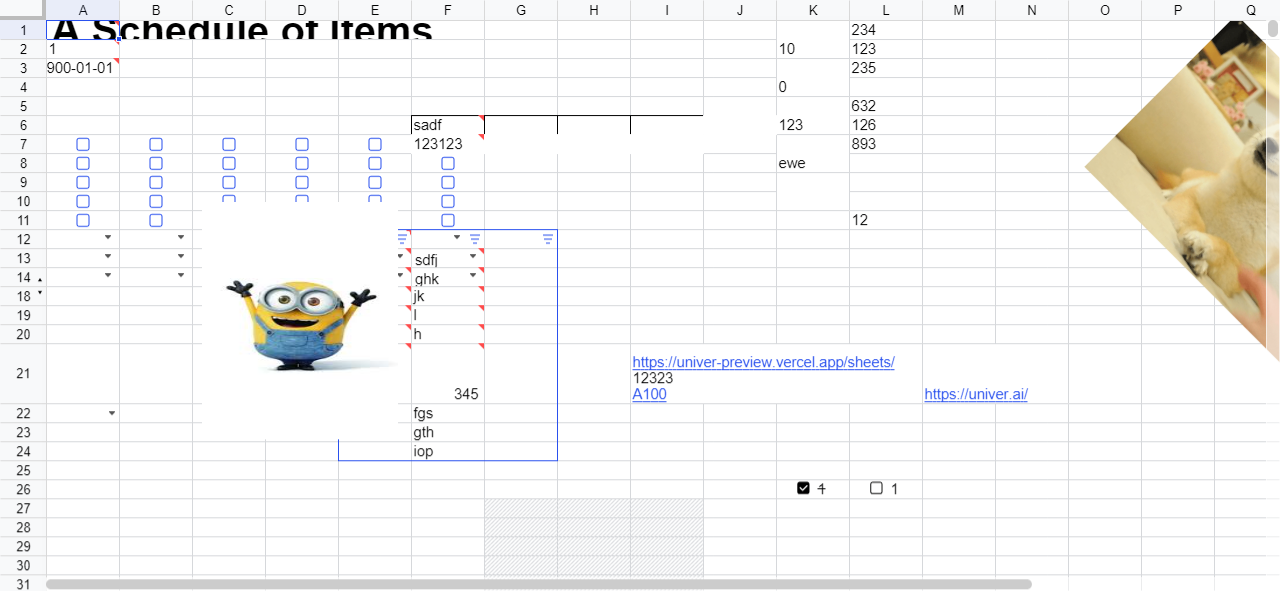 A B C D E F G H I J K L M N O P Q
1 A Schedule of Items 234
2 1 10 123
3 900-01-01 235
4 0
5 632
6 sadf 123 126
7 123123 893
8 ewe
9
10
11 12
12
13 sdfj
14 ghk
18 jk
19 l
20 h
https://univer-preview.vercel.app/sheets/
21 12323
345 A100 https://univer.ai/
22 fgs
23 gth
24 iop
25
26 1 1
27
28
29
30
31